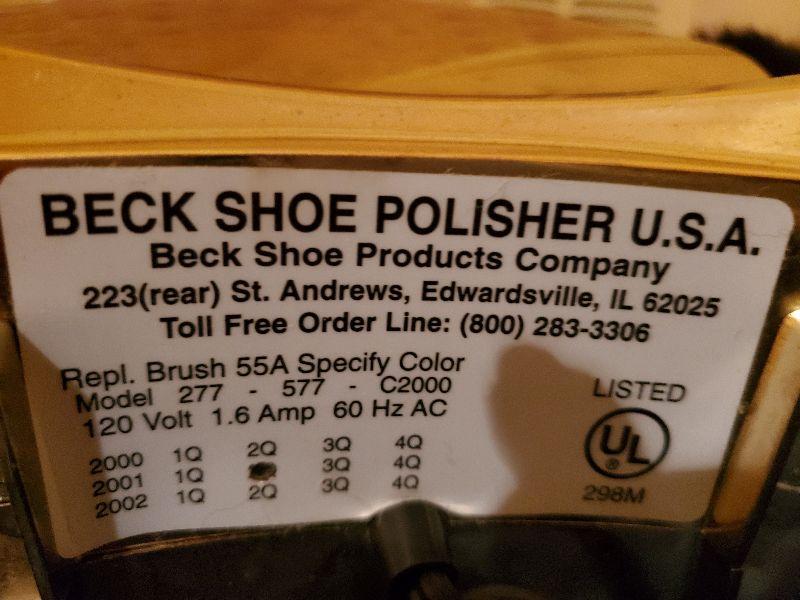 BECK SHOE POLiSHER U.S.A.
Beck Shoe Products Company
223(rear) St. Andrews, Edwardsville, IL 62025
Toll Free Order Line: (800) 283-3306
Repl. Brush 55A Specify Color
Model 277 - 577 - C2000
120 Volt 1.6 Amp 60 Hz AC
2000 1Q 2Q 3Q 4Q
2001 1Q 3Q 4Q
2002 1Q 2Q 3Q 4Q
LISTED
UL
®
298M